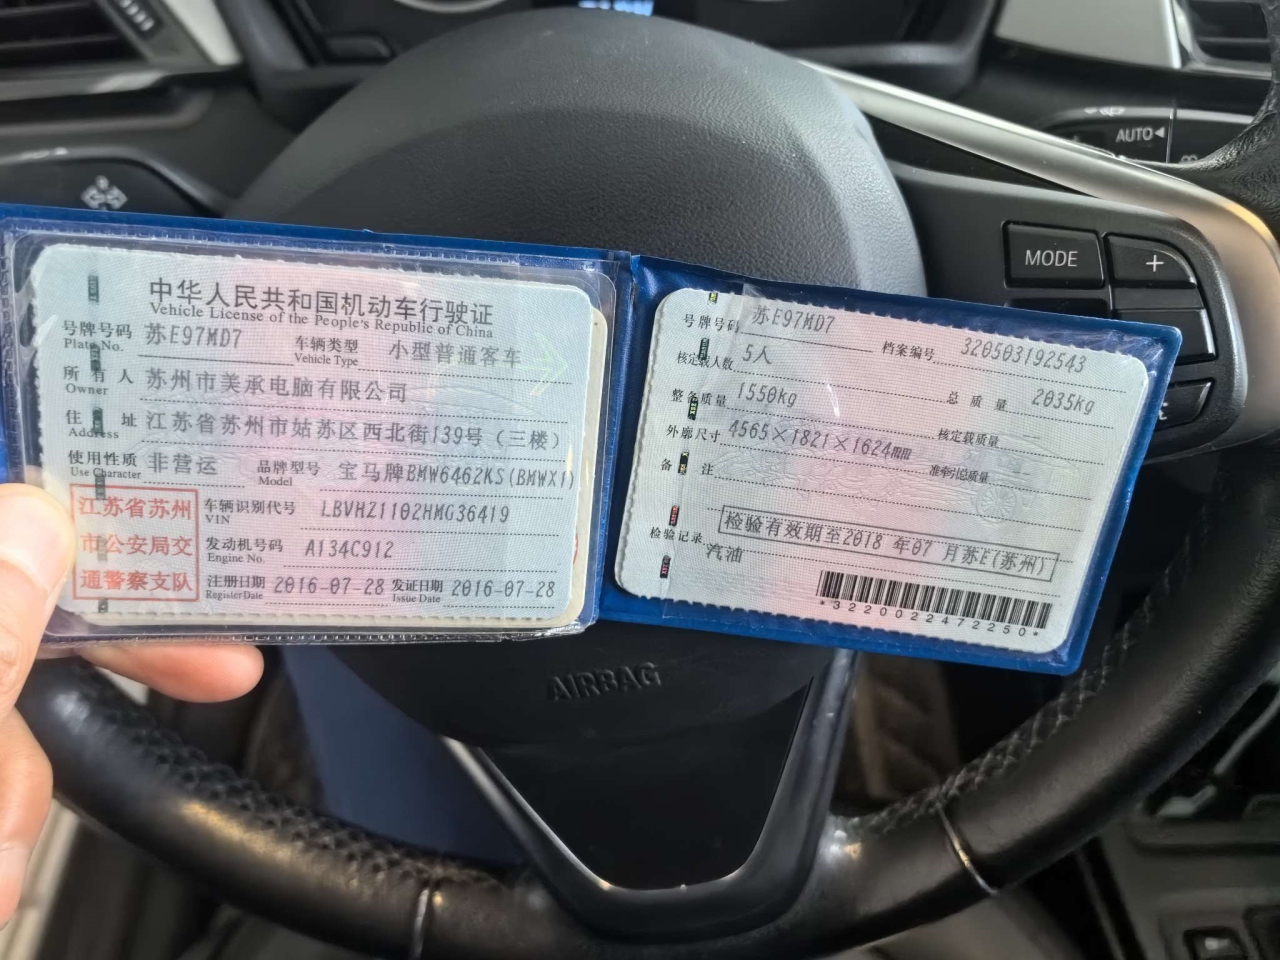 AUTO
MODE
+
中华人民共和国机动车行驶证
Vehicle License of the People's Republic of China
号牌号码 苏E97MD7 车辆类型 小型普通客车
Plate No. Vehicle Type
所有人 苏州市美承电脑有限公司
Owner
住址 江苏省苏州市姑苏区西北街139号(三楼)
Address
使用性质 非营运 品牌型号 宝马牌BMW6462KS(BMWX1)
Use Character Model
江苏省苏州
市公安局交
通警察支队
车辆识别代号 LBVHZ1102HMG36419
VIN
发动机号码 A134C912
Engine No.
注册日期 2016-07-28 发证日期 2016-07-28
Register Date Issue Date
号牌号码 苏E97MD7 档案编号 320503192543
核定载人数 5人
整备质量 1550kg 总质量 2035kg
外廓尺寸 4565×1821×1624mm 核定载质量
备注 准牵引总质量
检验有效期至2018年07月苏E(苏州)
检验记录
汽油
*3220022472250*
AIRBAG